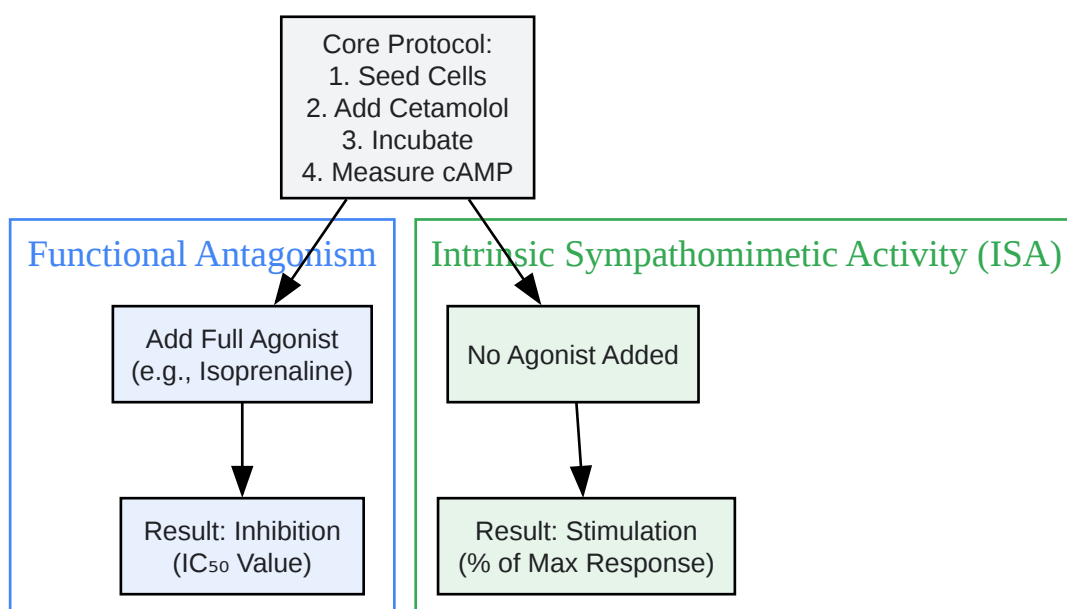 Core Protocol:
1. Seed Cells
2. Add Cetamolol
3. Incubate
4. Measure cAMP
Functional Antagonism
Add Full Agonist
(e.g., Isoprenaline)
Result: Inhibition
(IC₅₀ Value)
Intrinsic Sympathomimetic Activity (ISA)
No Agonist Added
Result: Stimulation
(% of Max Response)